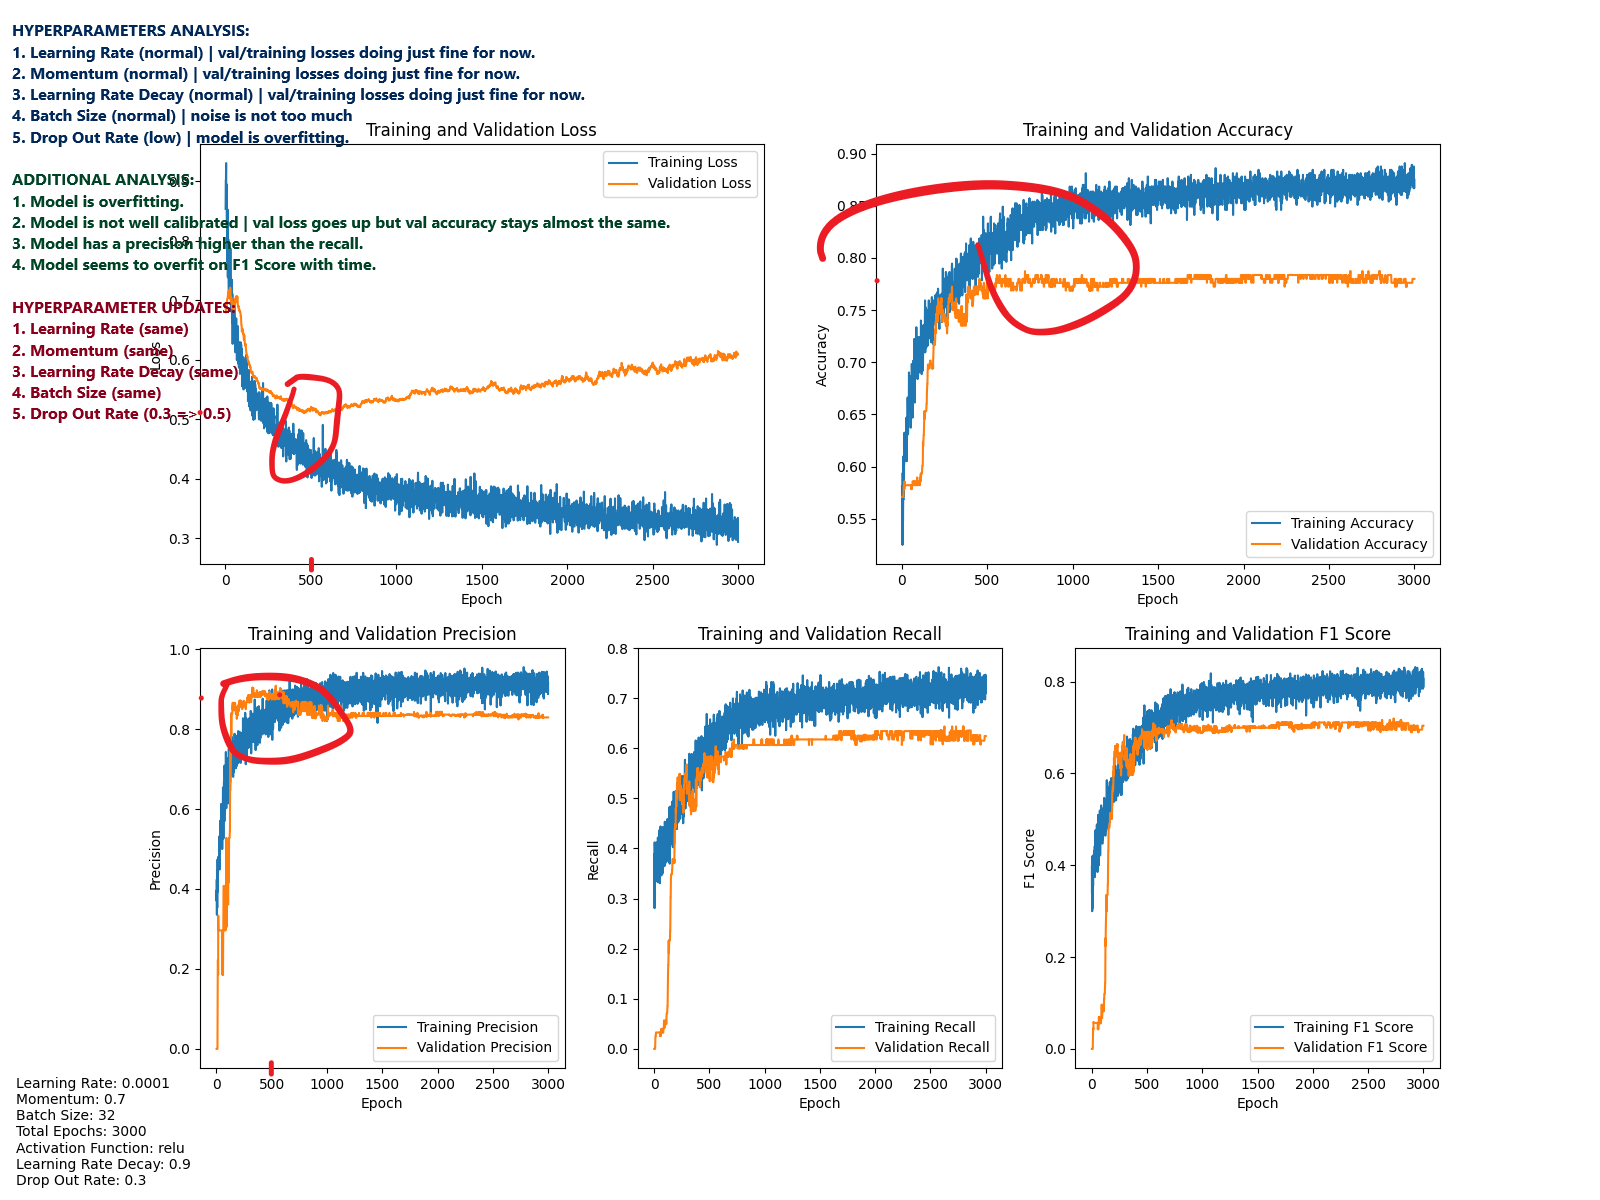 HYPERPARAMETERS ANALYSIS:
1. Learning Rate (normal) | val/training losses doing just fine for now.
2. Momentum (normal) | val/training losses doing just fine for now.
3. Learning Rate Decay (normal) | val/training losses doing just fine for now.
4. Batch Size (normal) | noise is not too much
5. Drop Out Rate (low) | model is overfitting.
ADDITIONAL ANALYSIS:
1. Model is overfitting.
2. Model is not well calibrated | val loss goes up but val accuracy stays almost the same.
3. Model has a precision higher than the recall.
4. Model seems to overfit on F1 Score with time.
HYPERPARAMETER UPDATES:
1. Learning Rate (same)
2. Momentum (same)
3. Learning Rate Decay (same)
4. Batch Size (same)
5. Drop Out Rate (0.3 => 0.5)
Training and Validation Loss
Training Loss
Validation Loss
0.9
0.8
0.7
0.6
0.5
0.4
0.3
Loss
0 500 1000 1500 2000 2500 3000
Epoch
Training and Validation Accuracy
0.90
0.85
0.80
0.75
0.70
0.65
0.60
0.55
Accuracy
Training Accuracy
Validation Accuracy
0 500 1000 1500 2000 2500 3000
Epoch
Training and Validation Precision
1.0
0.8
0.6
0.4
0.2
0.0
Precision
Training Precision
Validation Precision
0 500 1000 1500 2000 2500 3000
Epoch
Training and Validation Recall
0.8
0.7
0.6
0.5
0.4
0.3
0.2
0.1
0.0
Recall
Training Recall
Validation Recall
0 500 1000 1500 2000 2500 3000
Epoch
Training and Validation F1 Score
0.8
0.6
0.4
0.2
0.0
F1 Score
Training F1 Score
Validation F1 Score
0 500 1000 1500 2000 2500 3000
Epoch
Learning Rate: 0.0001
Momentum: 0.7
Batch Size: 32
Total Epochs: 3000
Activation Function: relu
Learning Rate Decay: 0.9
Drop Out Rate: 0.3